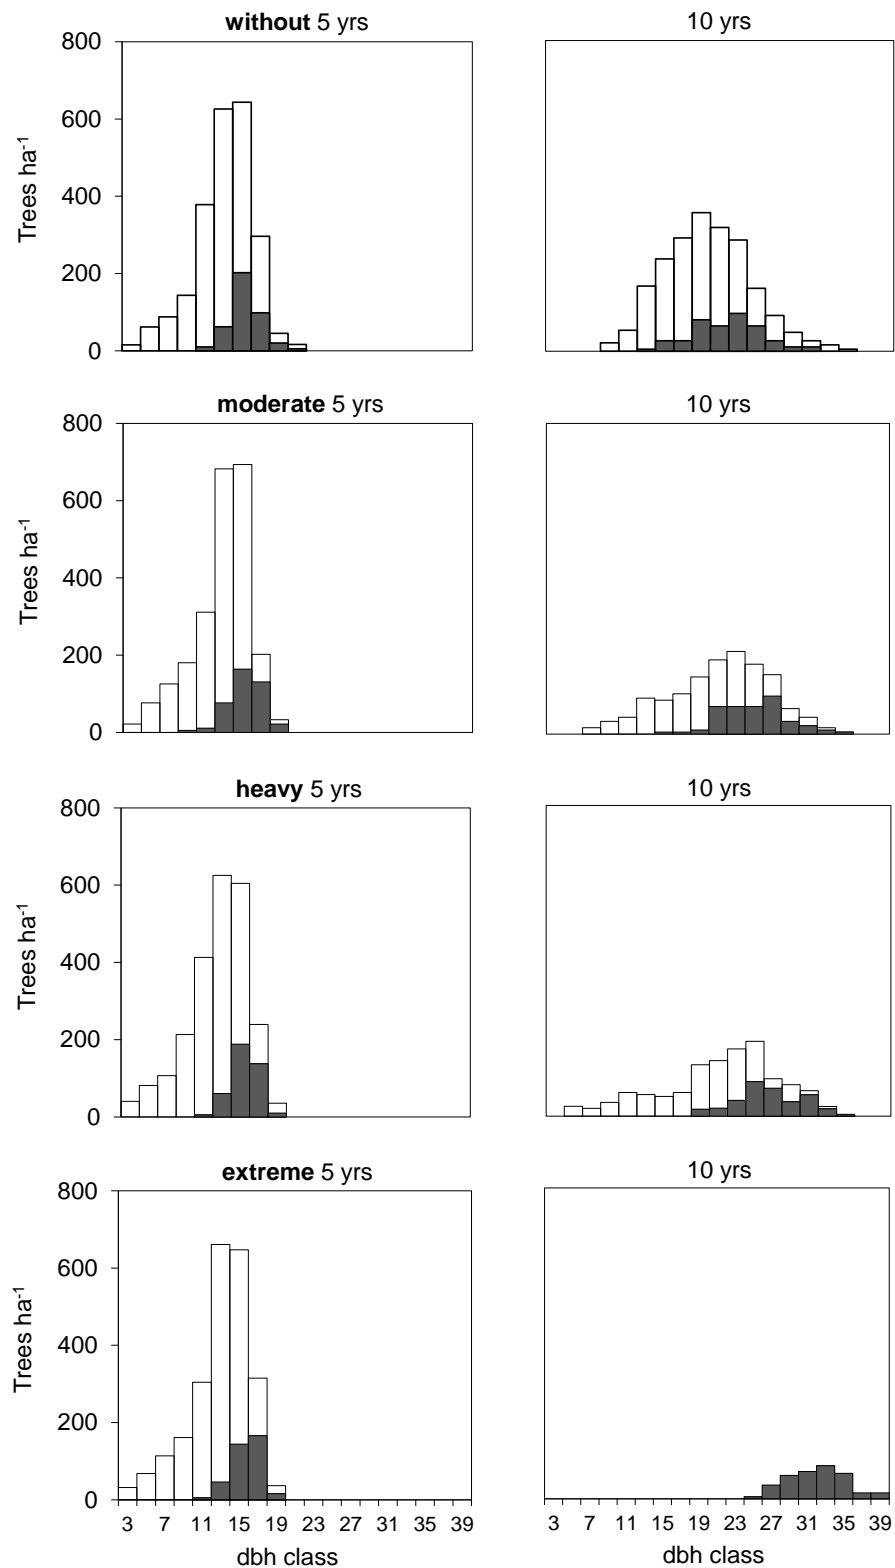 without 5 yrs
10 yrs
800
600
400
200
0
Trees ha-1
moderate 5 yrs
10 yrs
800
600
400
200
0
Trees ha-1
heavy 5 yrs
10 yrs
800
600
400
200
0
Trees ha-1
extreme 5 yrs
10 yrs
800
600
400
200
0
Trees ha-1
3 7 11 15 19 23 27 31 35 39
3 7 11 15 19 23 27 31 35 39
dbh class
dbh class